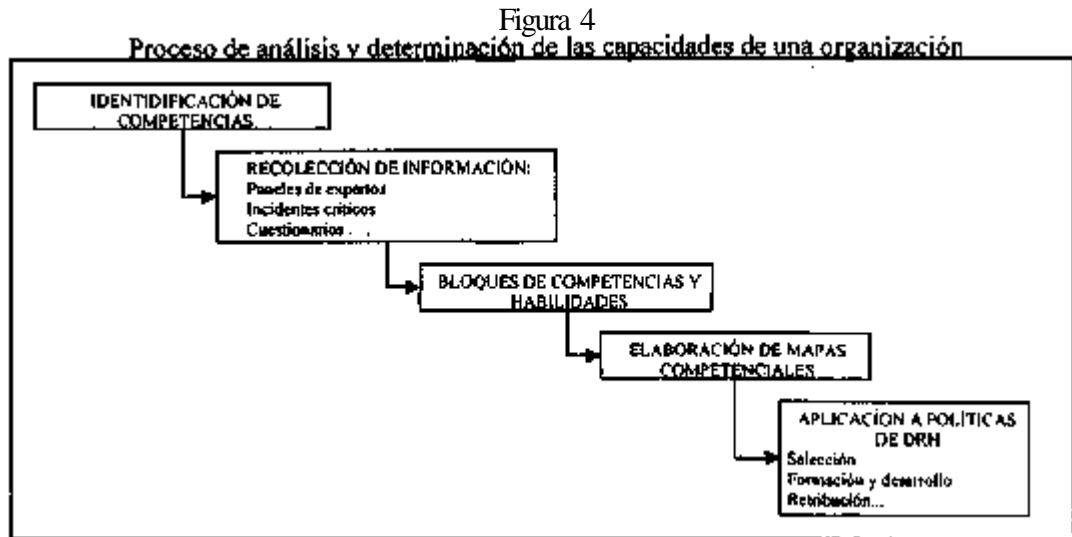 Figura 4
Proceso de análisis y determinación de las capacidades de una organización
IDENTIDIFICACIÓN DE
COMPETENCIAS
RECOLECCIÓN DE INFORMACIÓN:
Paneles de expertos
Incidentes críticos
Cuestionarios ...
BLOQUES DE COMPETENCIAS Y
HABILIDADES
ELABORACIÓN DE MAPAS
COMPETENCIALES
APLICACÍON A POLÍTICAS
DE DRH
Selección
Formación y desarrollo
Retribución...